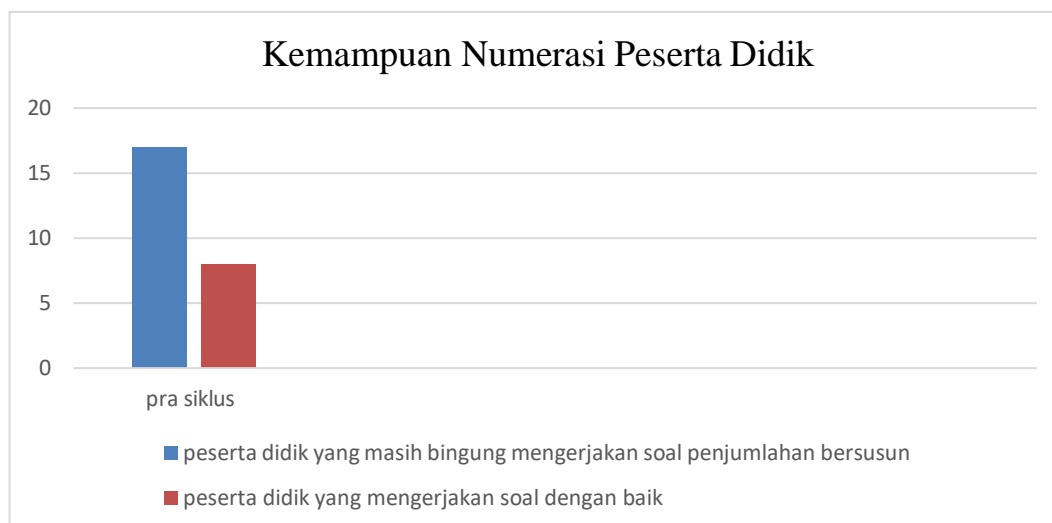 Kemampuan Numerasi Peserta Didik
20
15
10
5
0
pra siklus
peserta didik yang masih bingung mengerjakan soal penjumlahan bersusun
peserta didik yang mengerjakan soal dengan baik